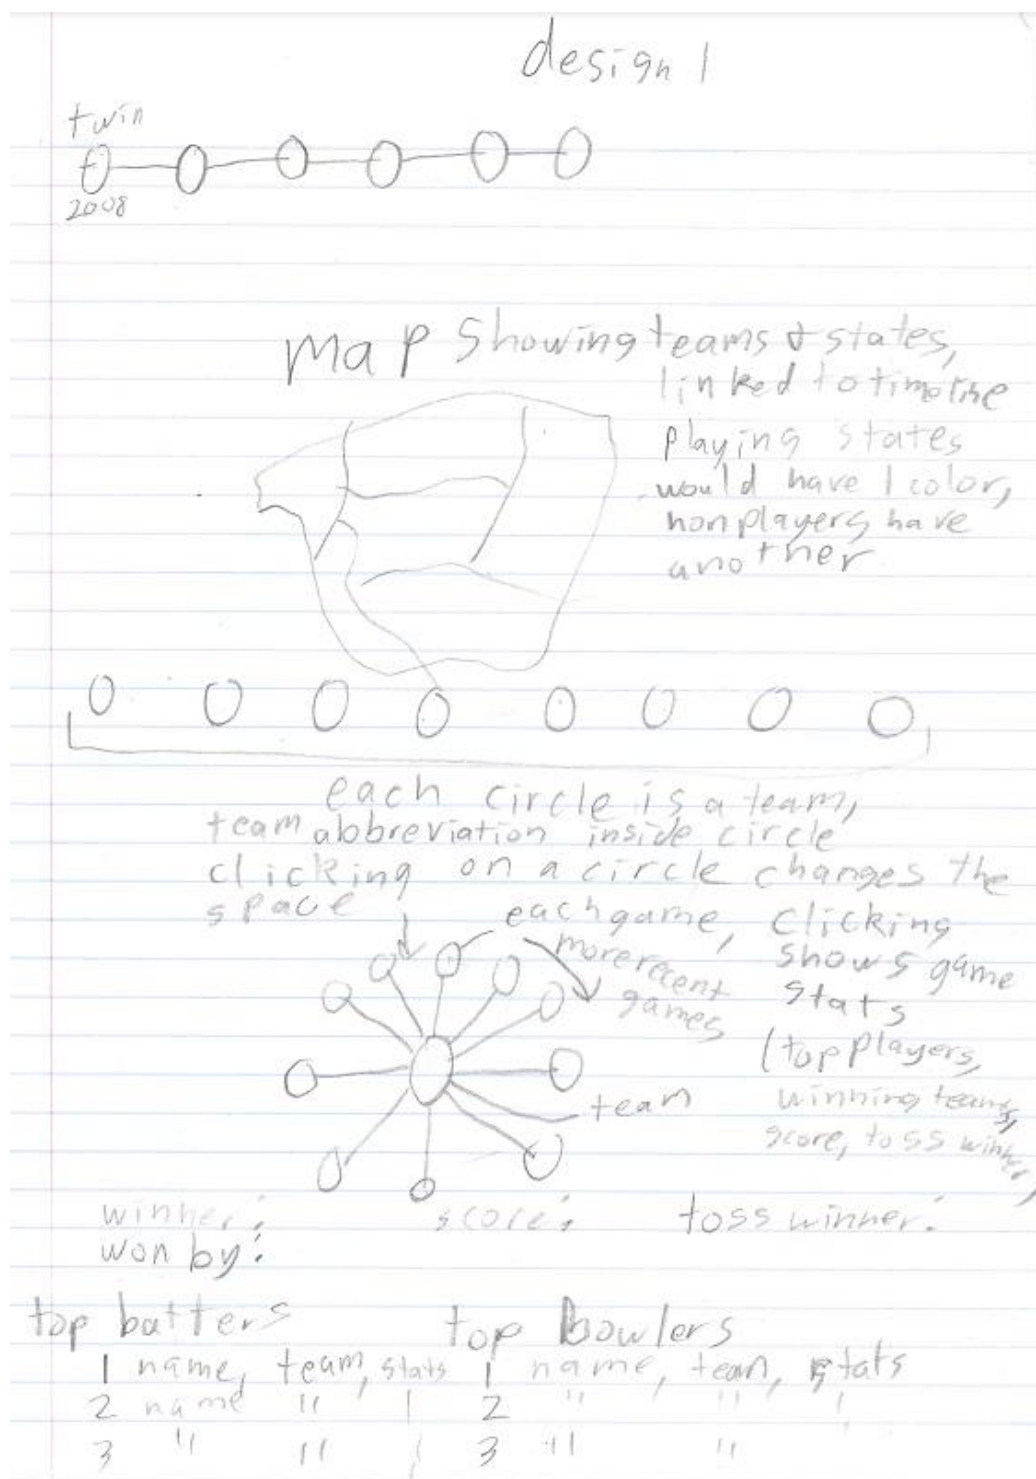 design 1
twin
2008
map showing teams & states,
linked to timeline
playing states
would have 1 color,
nonplayers have
another
each circle is a team,
team abbreviation inside circle
clicking on a circle changes the
space
each game, clicking
more recent
games
shows game
stats
(top players,
winning teams,
score, toss winner)
team
winner: score: toss winner:
won by:
top batters top bowlers
1 name, team, stats 1 name, team, stats
2 name " 2 " "
3 " " 3 " "